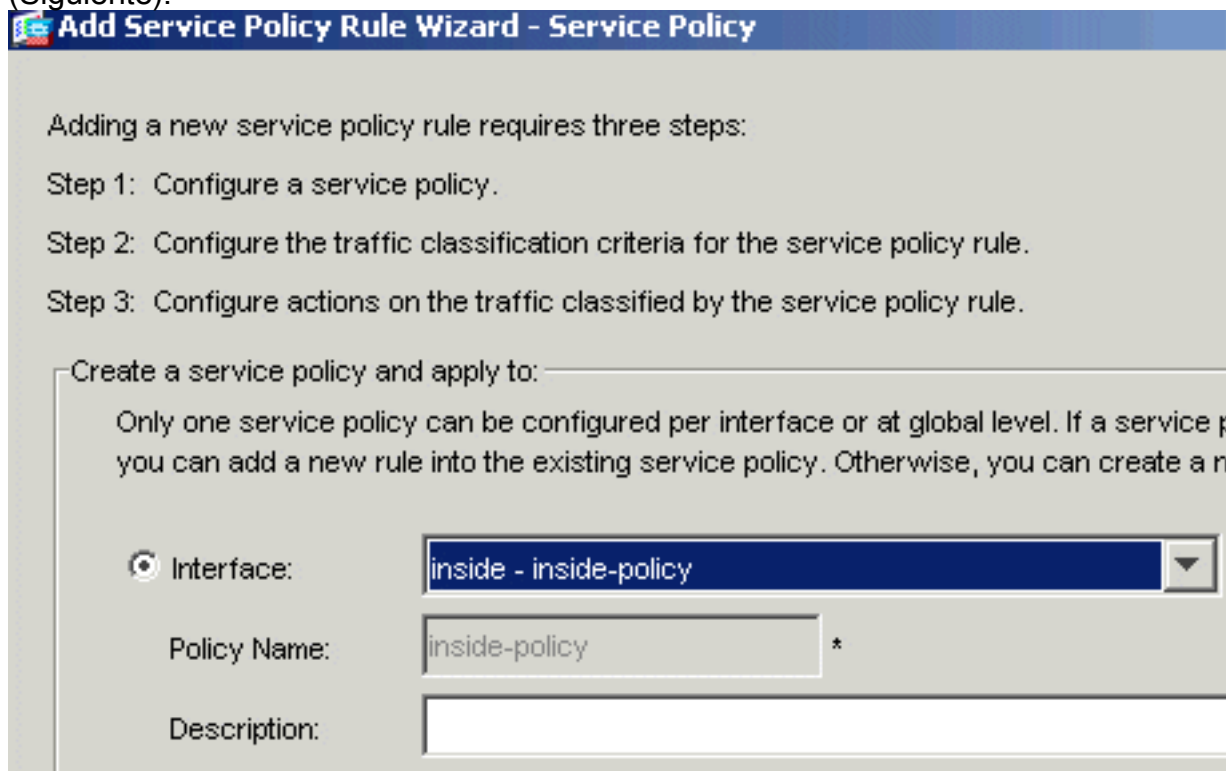 (Siguiente).
Add Service Policy Rule Wizard - Service Policy
Adding a new service policy rule requires three steps:
Step 1: Configure a service policy.
Step 2: Configure the traffic classification criteria for the service policy rule.
Step 3: Configure actions on the traffic classified by the service policy rule.
Create a service policy and apply to:
Only one service policy can be configured per interface or at global level. If a service
you can add a new rule into the existing service policy. Otherwise, you can create a
Interface: inside - inside-policy
Policy Name: inside-policy *
Description: